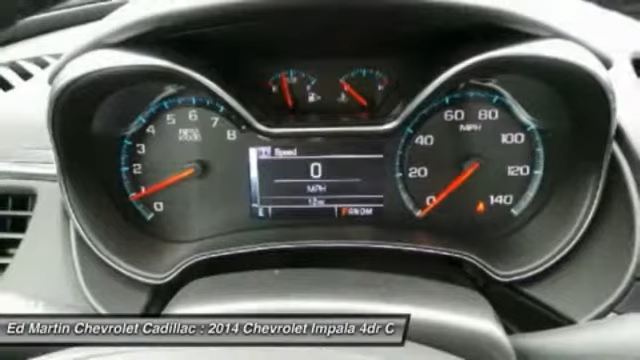 0 1 2 3 4 5 6 7 8
RPM
0 20 40 60 80 100 120 140
MPH
Speed
0
MPH
E
PRNDM
Ed Martin Chevrolet Cadillac : 2014 Chevrolet Impala 4dr C